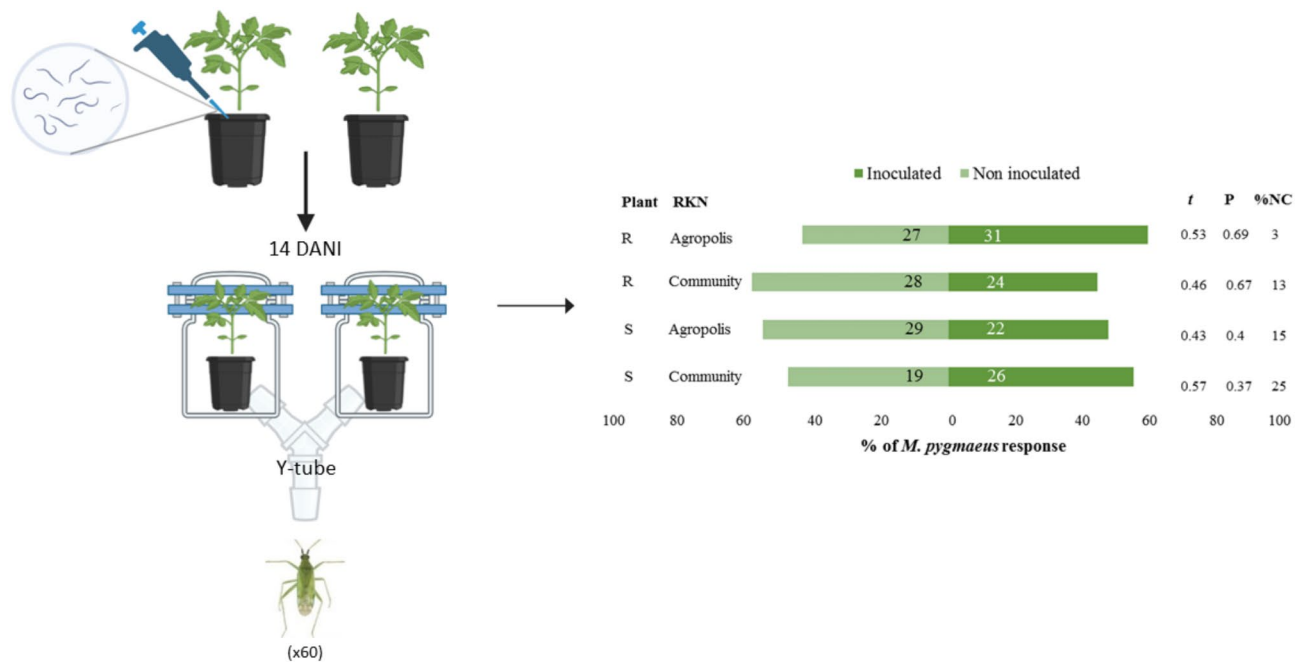 14 DANI
Y-tube
(x60)
Inoculated Non inoculated
Plant RKN t P %NC
R Agropolis 27 31 0.53 0.69 3
R Community 28 24 0.46 0.67 13
S Agropolis 29 22 0.43 0.4 15
S Community 19 26 0.57 0.37 25
100 80 60 40 20 0 20 40 60 80 100
% of M. pygmaeus response